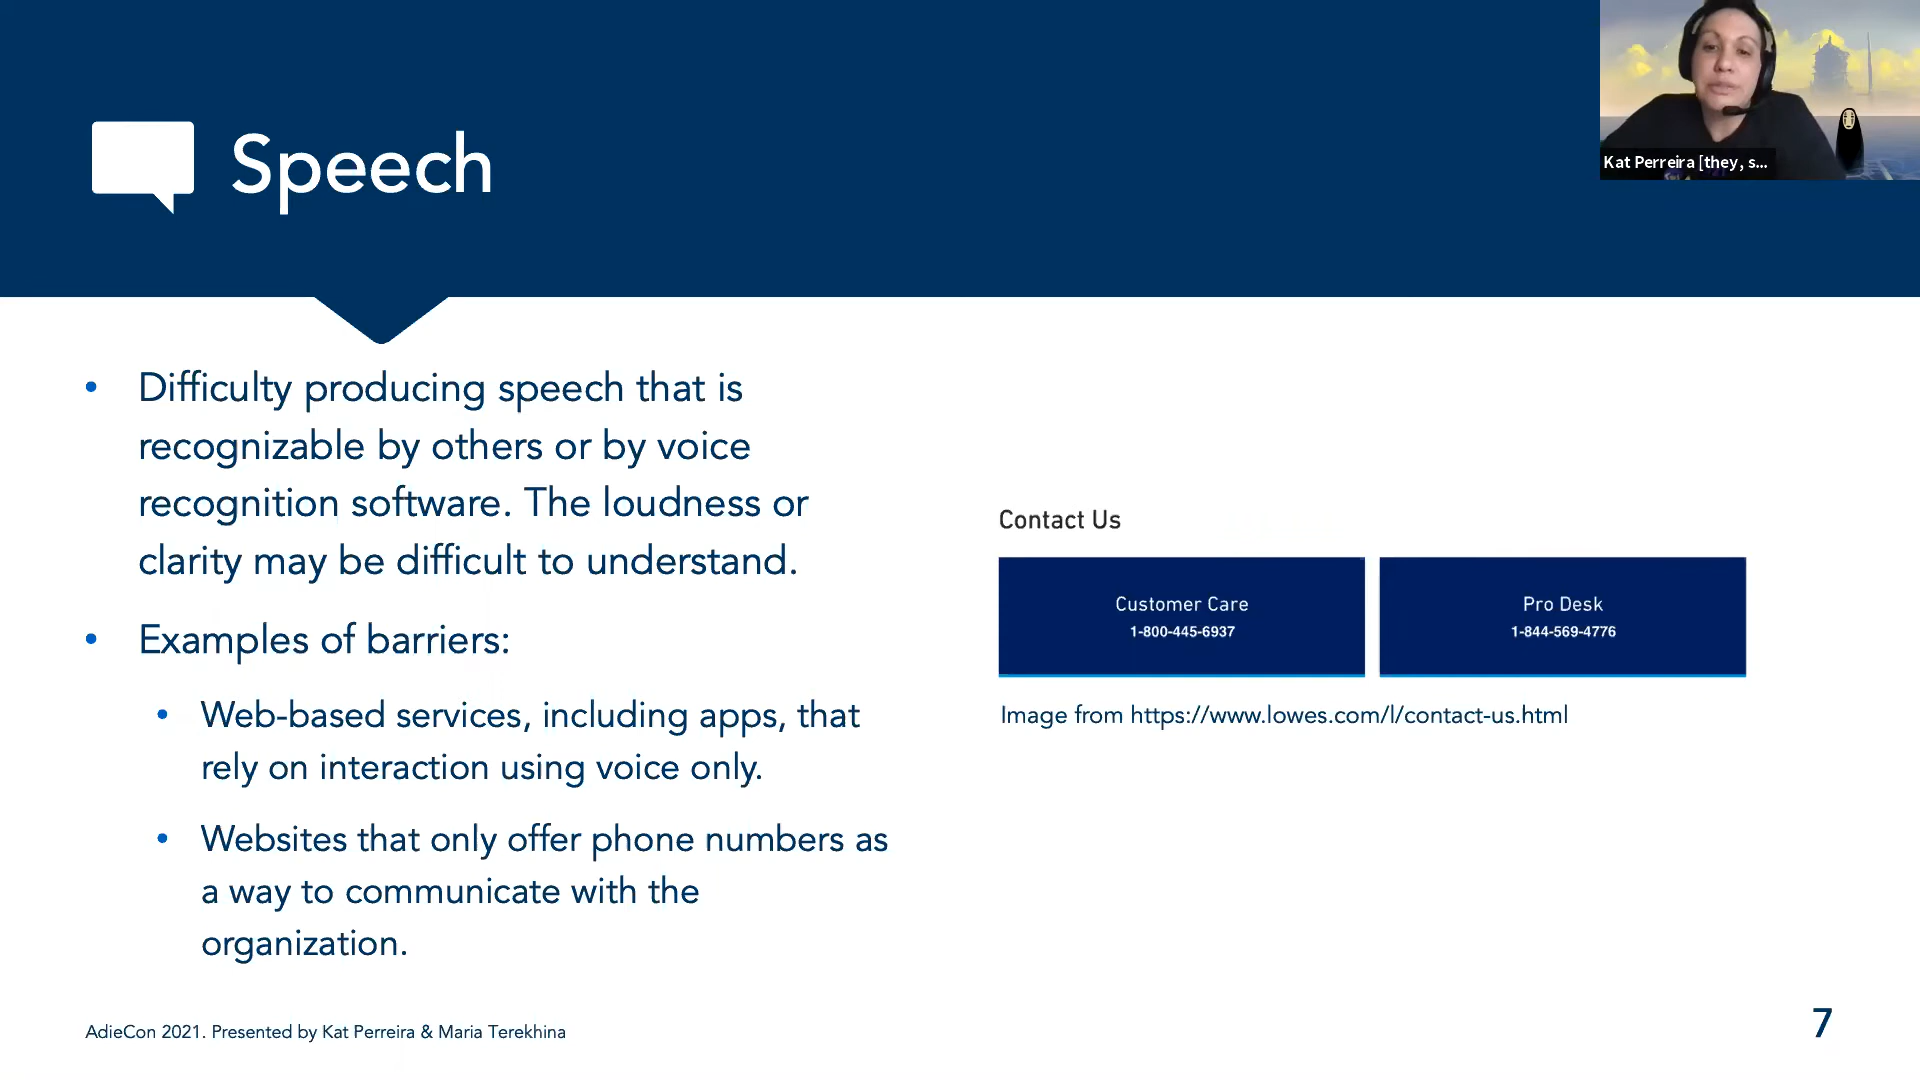 Speech
Kat Perreira [they, s...
• Difficulty producing speech that is
recognizable by others or by voice
recognition software. The loudness or
clarity may be difficult to understand.
• Examples of barriers:
• Web-based services, including apps, that
rely on interaction using voice only.
• Websites that only offer phone numbers as
a way to communicate with the
organization.
Contact Us
Customer Care
1-800-445-6937
Pro Desk
1-844-569-4776
Image from https://www.lowes.com/l/contact-us.html
AdieCon 2021. Presented by Kat Perreira & Maria Terekhina
7